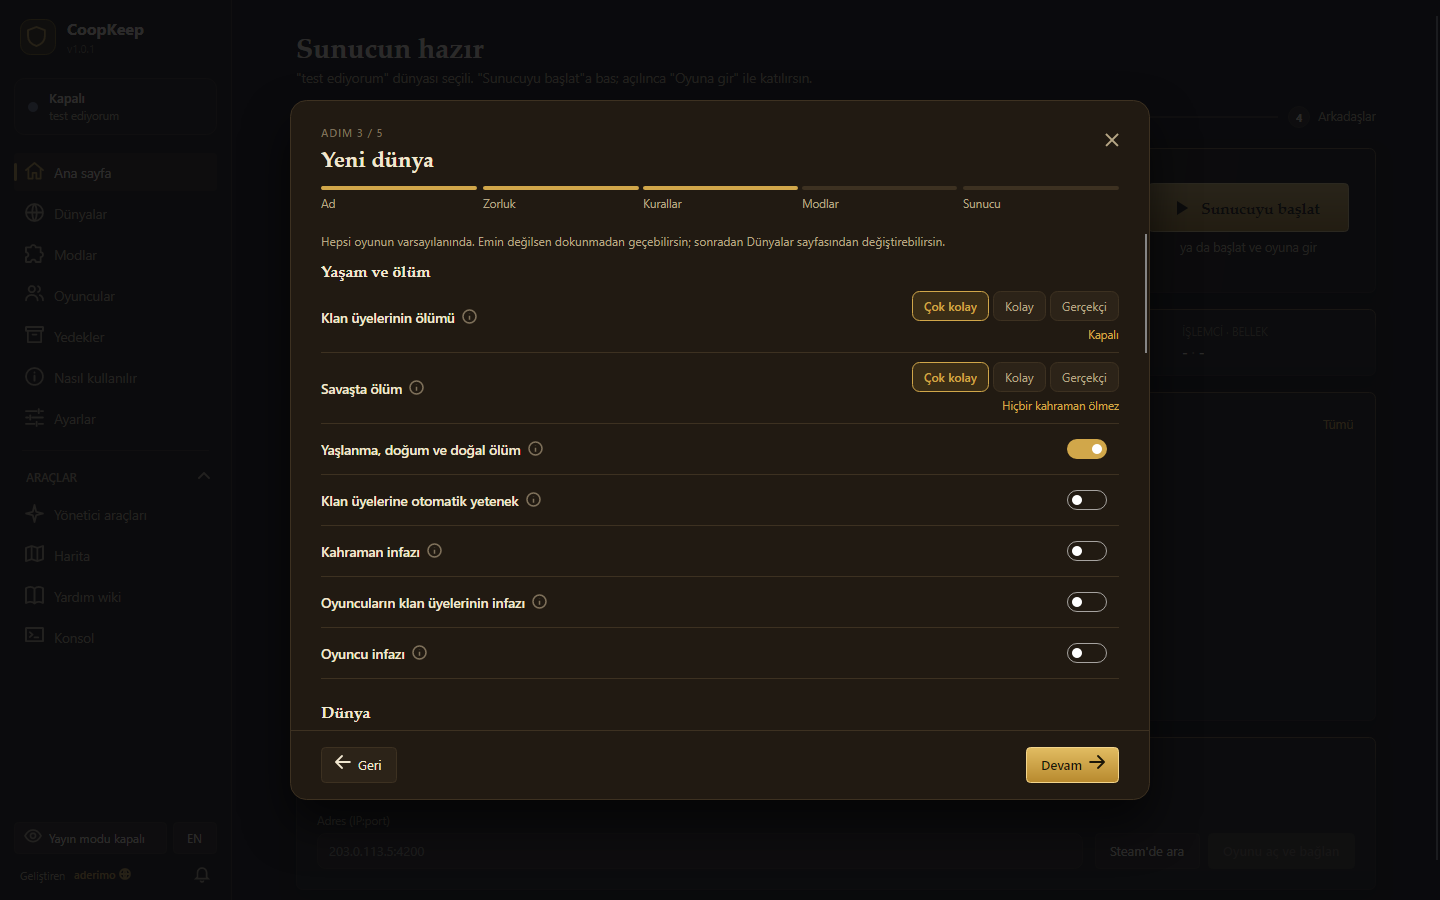 CoopKeep
v1.0.1
Kapalı
test ediyorum
Ana sayfa
Dünyalar
Modlar
Oyuncular
Yedekler
Nasıl kullanılır
Ayarlar
ARAÇLAR
Yönetici araçları
Harita
Yardım wiki
Konsol
Yayın modu kapalı
EN
Geliştiren aderimo
Sunucun hazır
"test ediyorum" dünyası seçili. "Sunucuyu başlat"a bas; açılınca "Oyuna gir" ile katılırsın.
4 Arkadaşlar
Sunucuyu başlat
ya da başlat ve oyuna gir
İŞLEMCİ · BELLEK
- · -
Tümü
ADIM 3 / 5
Yeni dünya
Ad
Zorluk
Kurallar
Modlar
Sunucu
Hepsi oyunun varsayılanında. Emin değilsen dokunmadan geçebilirsin; sonradan Dünyalar sayfasından değiştirebilirsin.
Yaşam ve ölüm
Klan üyelerinin ölümü
Çok kolay
Kolay
Gerçekçi
Kapalı
Savaşta ölüm
Çok kolay
Kolay
Gerçekçi
Hiçbir kahraman ölmez
Yaşlanma, doğum ve doğal ölüm
Klan üyelerine otomatik yetenek
Kahraman infazı
Oyuncuların klan üyelerinin infazı
Oyuncu infazı
Dünya
Geri
Devam
Adres (IP:port)
203.0.113.5:4200
Steam'de ara
Oyunu aç ve bağlan